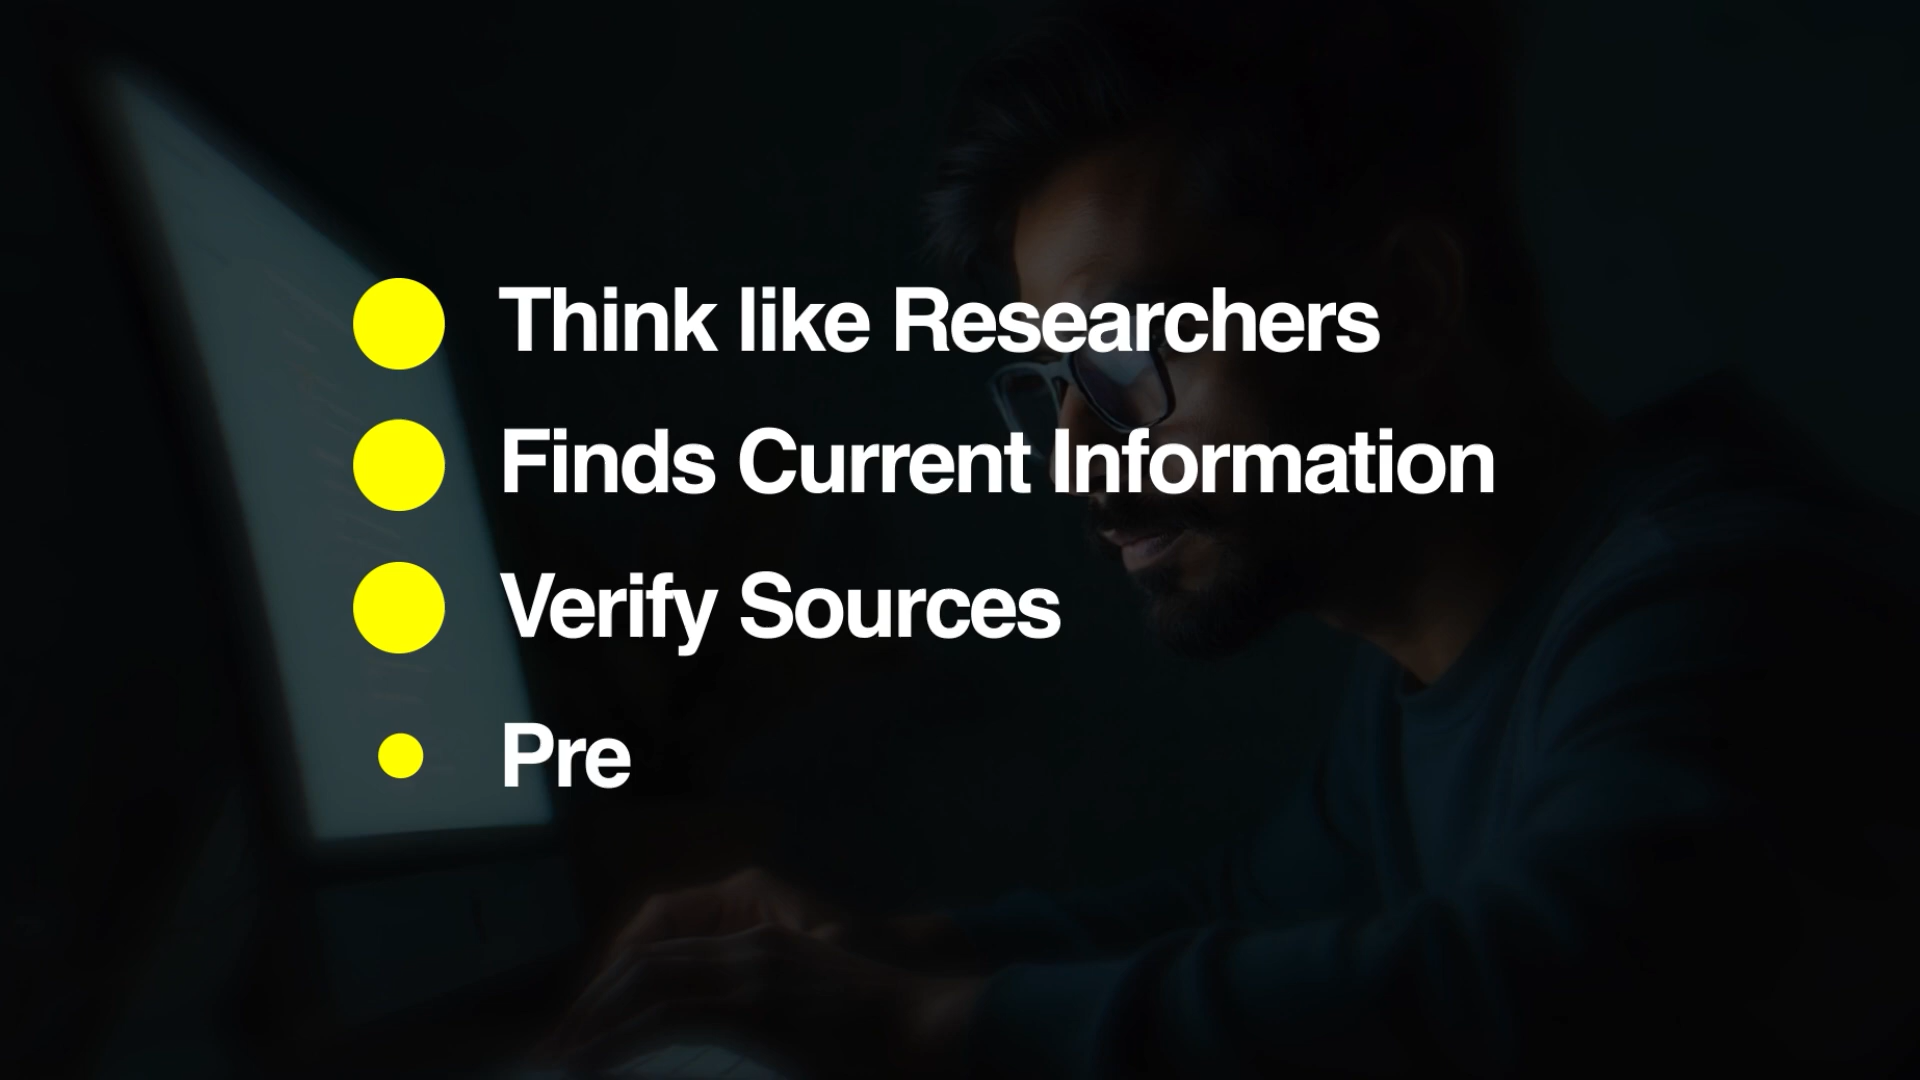 Think like Researchers
Finds Current Information
Verify Sources
Pre